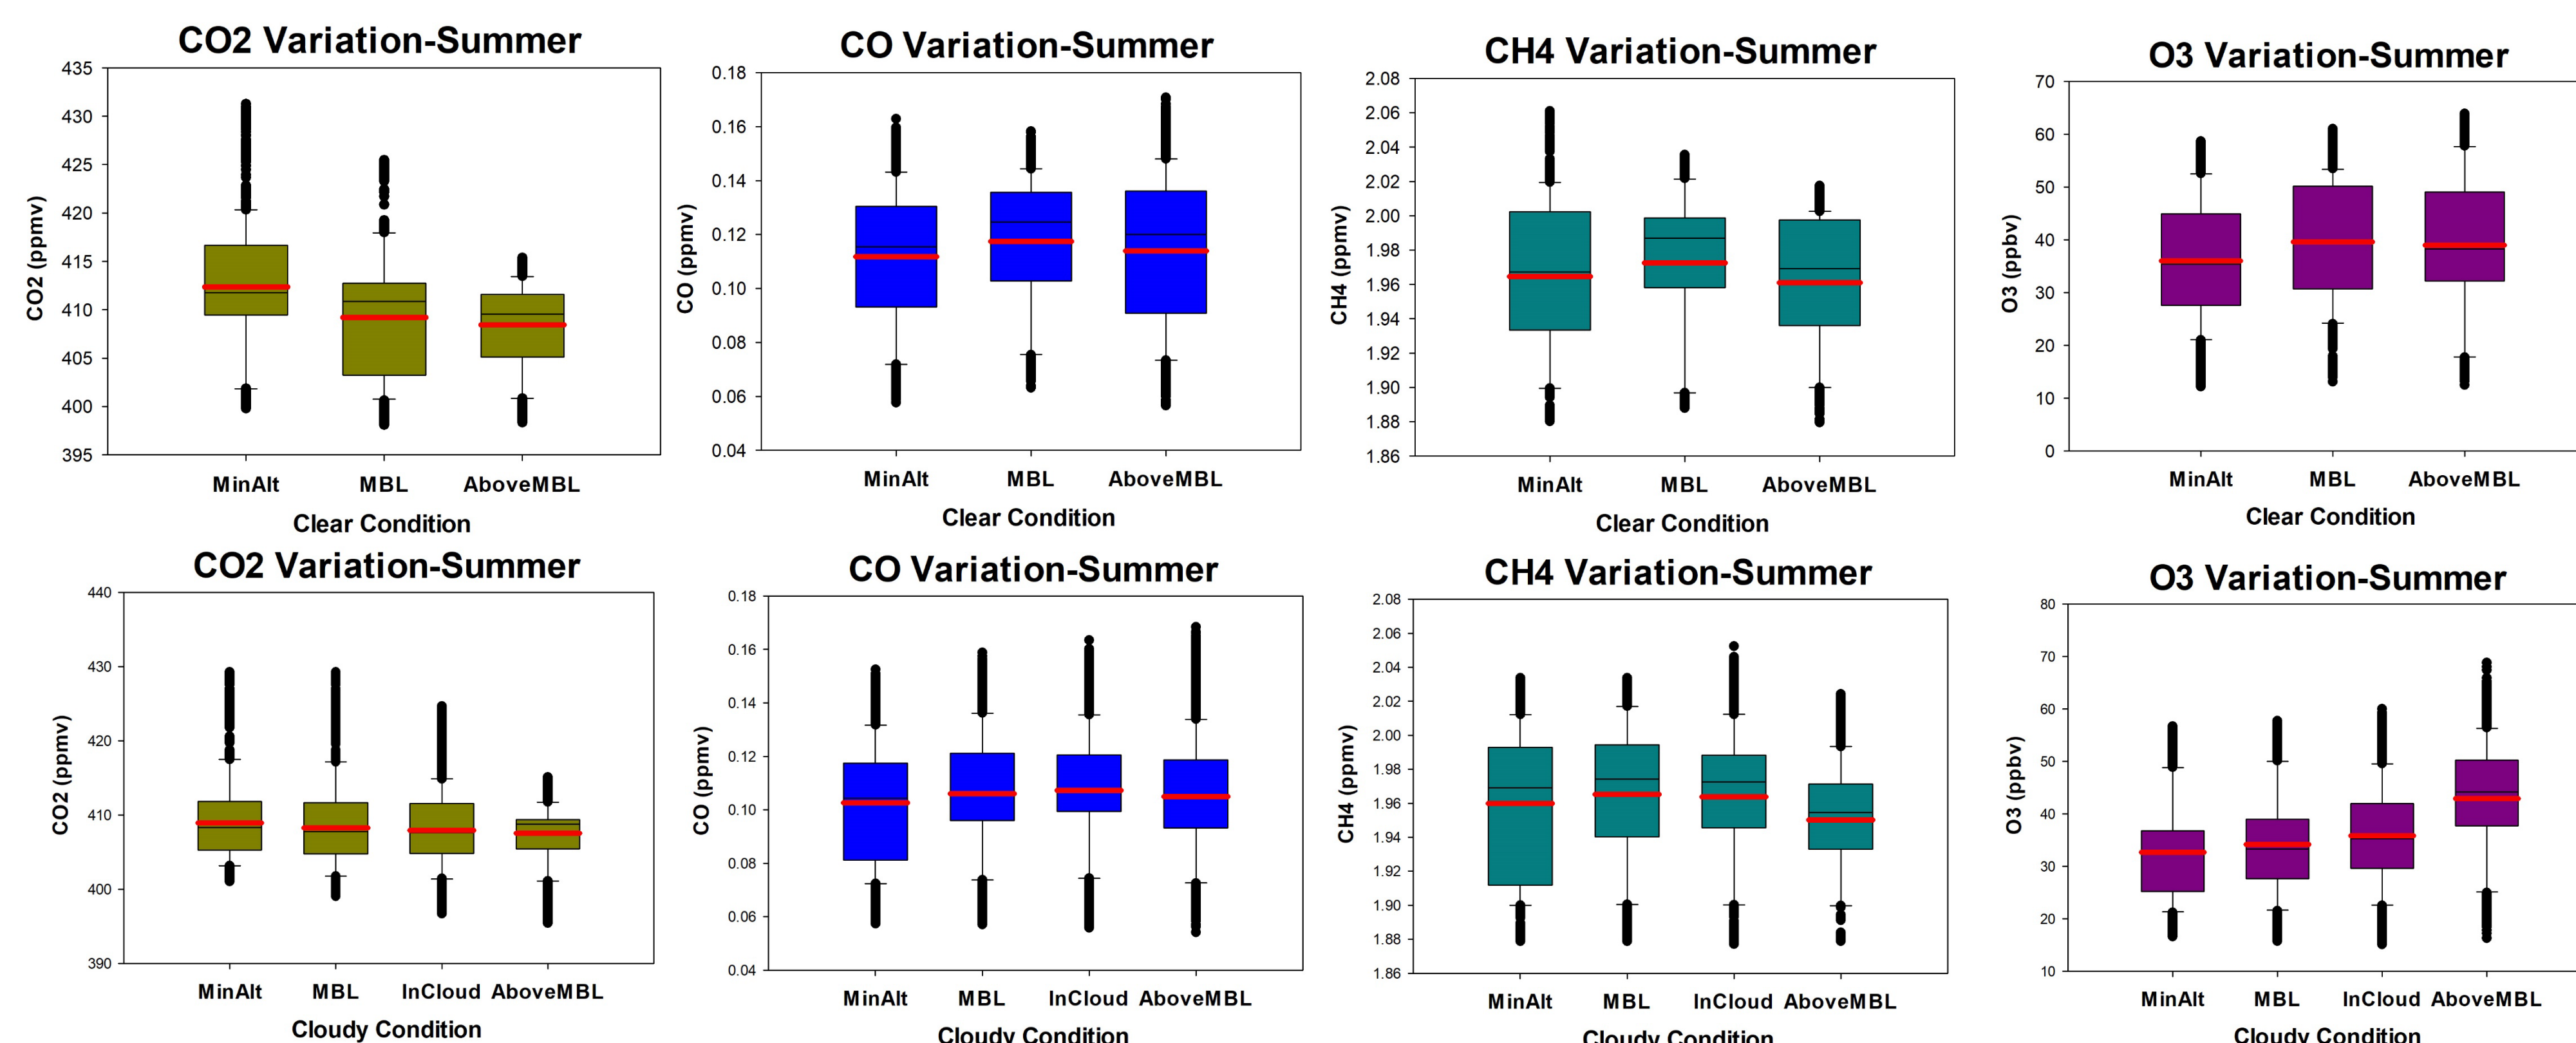 CO2 Variation-Summer
435
430
425
420
415
410
405
400
395
CO2 (ppmv)
MinAlt MBL AboveMBL
Clear Condition
CO Variation-Summer
0.18
0.16
0.14
0.12
0.10
0.08
0.06
0.04
CO (ppmv)
MinAlt MBL AboveMBL
Clear Condition
CH4 Variation-Summer
2.08
2.06
2.04
2.02
2.00
1.98
1.96
1.94
1.92
1.90
1.88
1.86
CH4 (ppmv)
MinAlt MBL AboveMBL
Clear Condition
O3 Variation-Summer
70
60
50
40
30
20
10
0
O3 (ppbv)
MinAlt MBL AboveMBL
Clear Condition
CO2 Variation-Summer
440
430
420
410
400
390
CO2 (ppmv)
MinAlt MBL InCloud AboveMBL
Cloudy Condition
CO Variation-Summer
0.18
0.16
0.14
0.12
0.10
0.08
0.06
0.04
CO (ppmv)
MinAlt MBL InCloud AboveMBL
Cloudy Condition
CH4 Variation-Summer
2.08
2.06
2.04
2.02
2.00
1.98
1.96
1.94
1.92
1.90
1.88
1.86
CH4 (ppmv)
MinAlt MBL InCloud AboveMBL
Cloudy Condition
O3 Variation-Summer
80
70
60
50
40
30
20
10
O3 (ppbv)
MinAlt MBL InCloud AboveMBL
Cloudy Condition